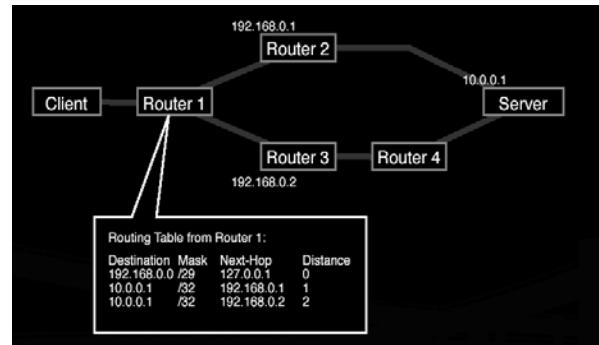 192.168.0.1
Router 2
10.0.0.1
Client
Router 1
Server
Router 3
Router 4
192.168.0.2
Routing Table from Router 1:
Destination Mask Next-Hop Distance
192.168.0.0 /29 127.0.0.1 0
10.0.0.1 /32 192.168.0.1 1
10.0.0.1 /32 192.168.0.2 2